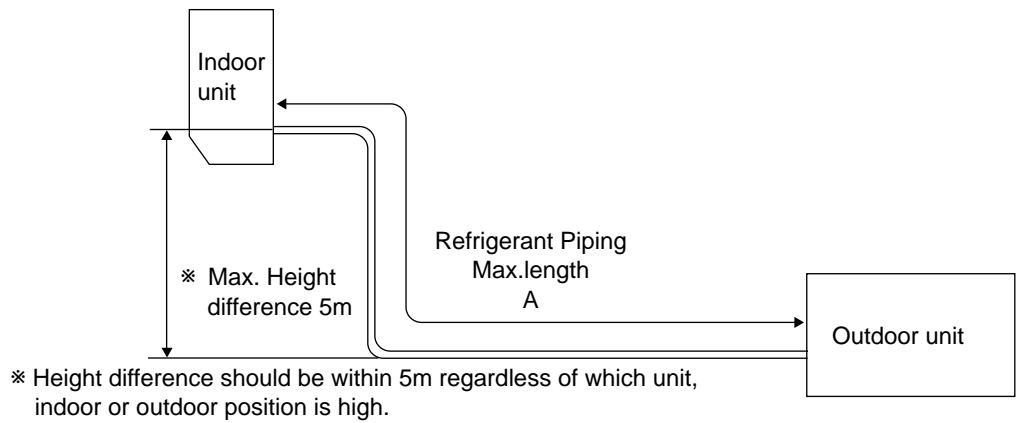 Indoor
unit
Refrigerant Piping
Max.length
A
※ Max. Height
difference 5m
Outdoor unit
※ Height difference should be within 5m regardless of which unit,
indoor or outdoor position is high.